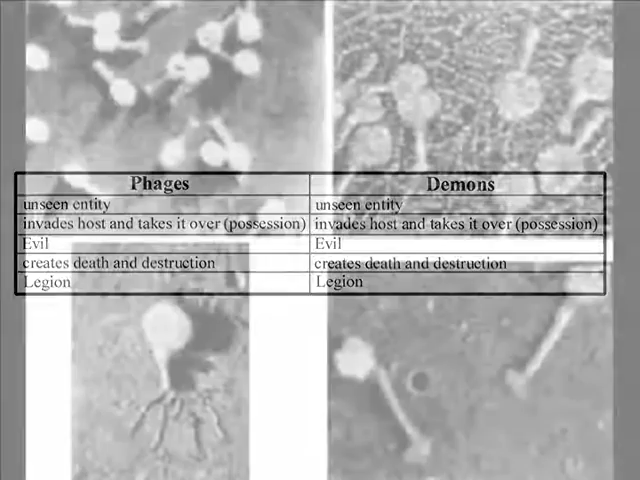 Phages Demons
unseen entity unseen entity
invades host and takes it over (possession) invades host and takes it over (possession)
Evil Evil
creates death and destruction creates death and destruction
Legion Legion